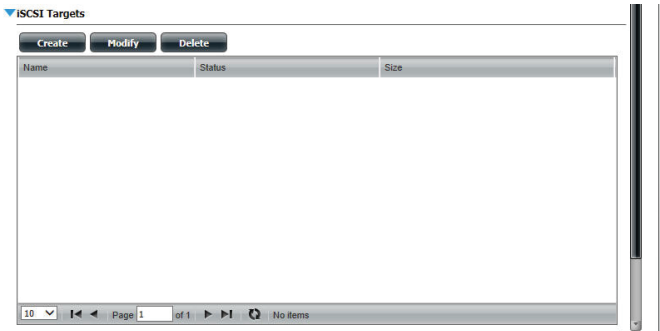 iSCSI Targets
Create Modify Delete
Name Status Size
10 Page 1 of 1 No items